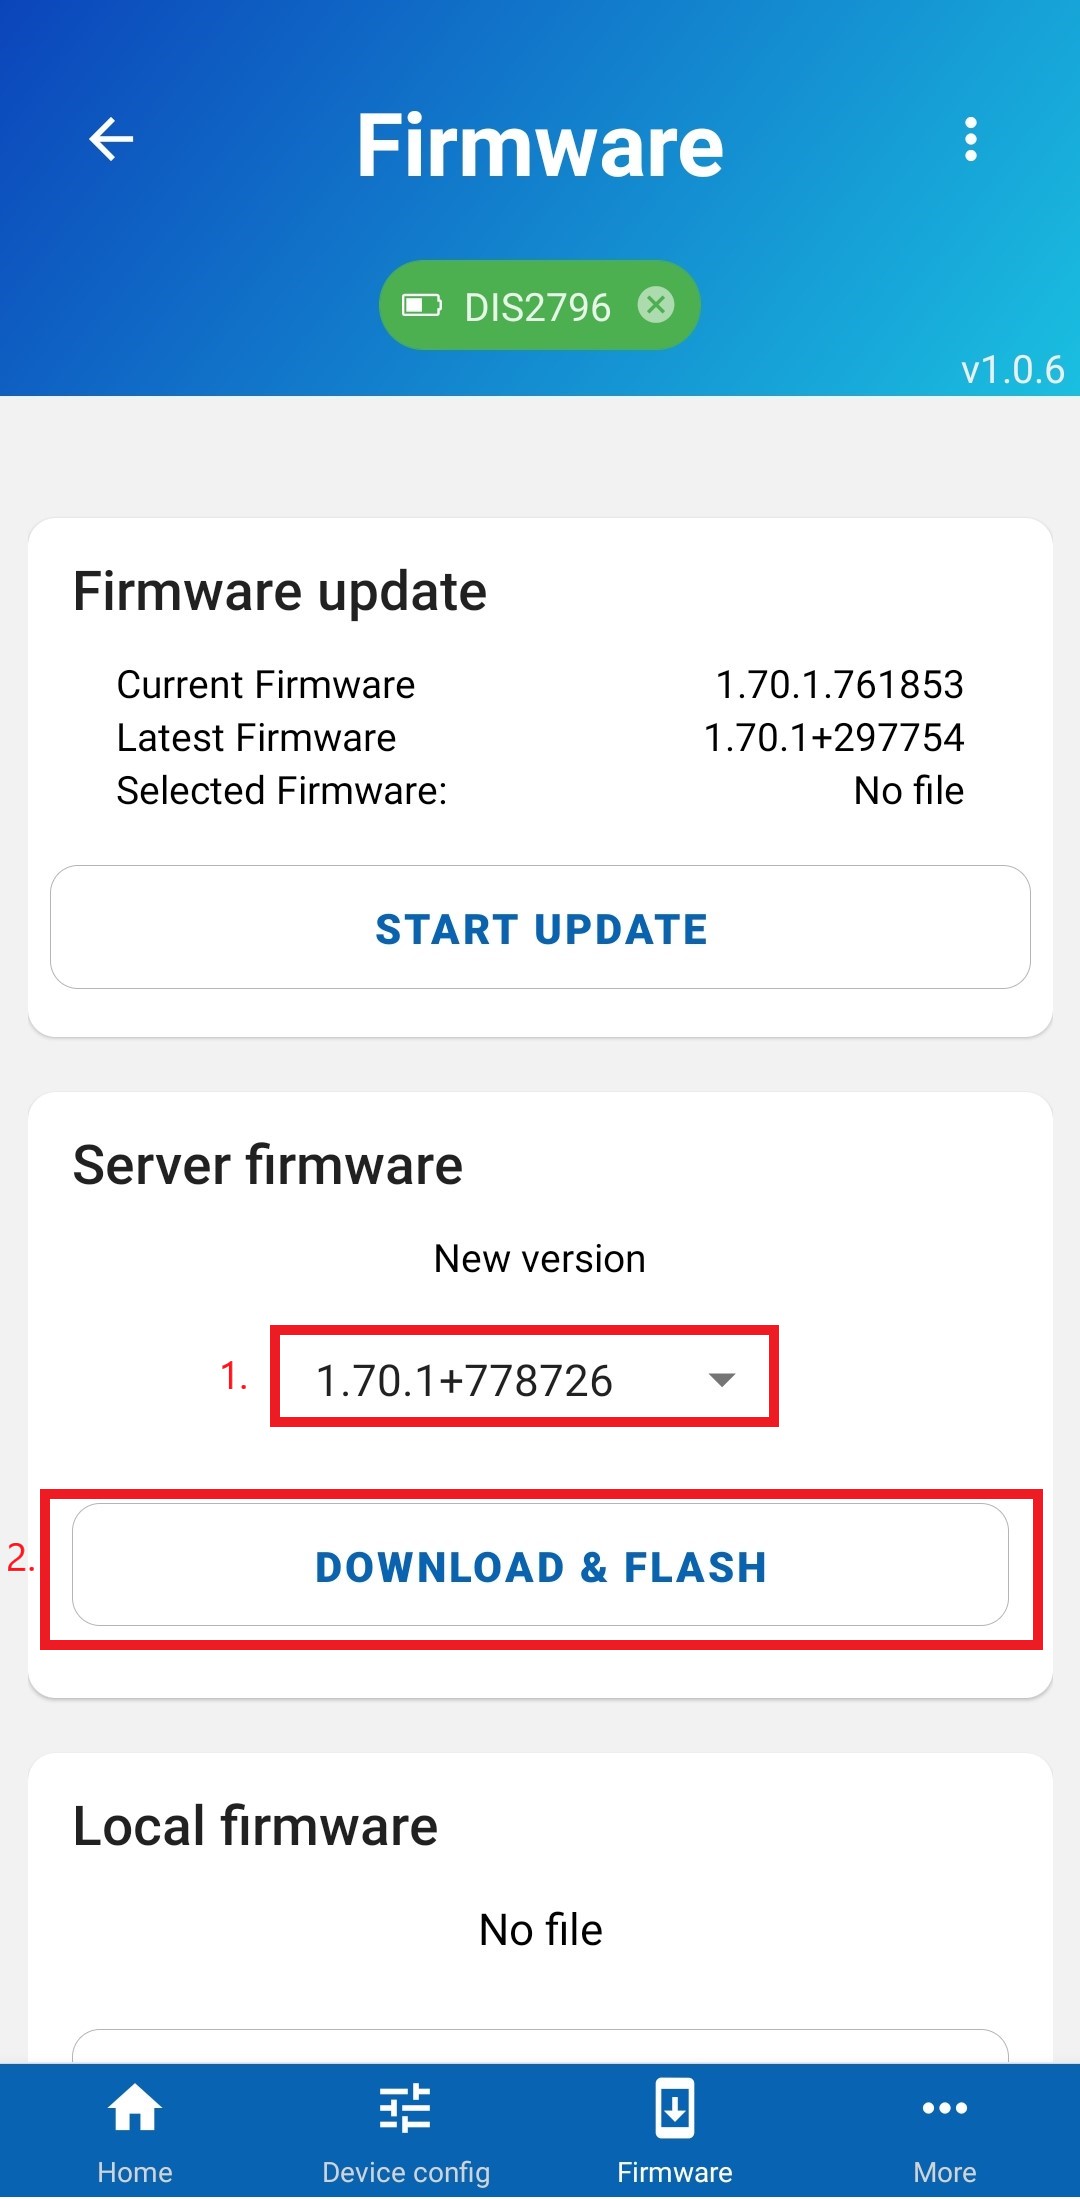 Firmware
DIS2796
v1.0.6
Firmware update
Current Firmware 1.70.1.761853
Latest Firmware 1.70.1+297754
Selected Firmware: No file
START UPDATE
Server firmware
New version
1. 1.70.1+778726
2. DOWNLOAD & FLASH
Local firmware
No file
Home Device config Firmware More